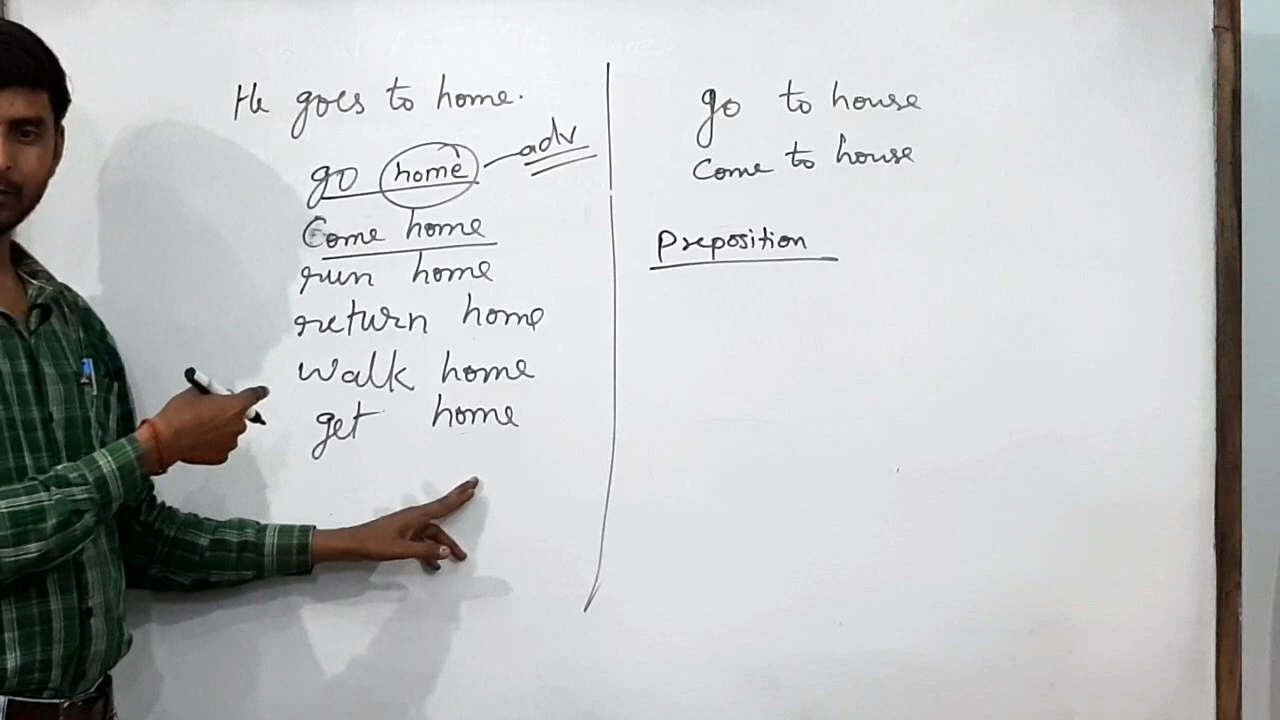 He goes to home.
go home adv
Come home
run home
return home
walk home
get home
go to house
Come to house
Preposition